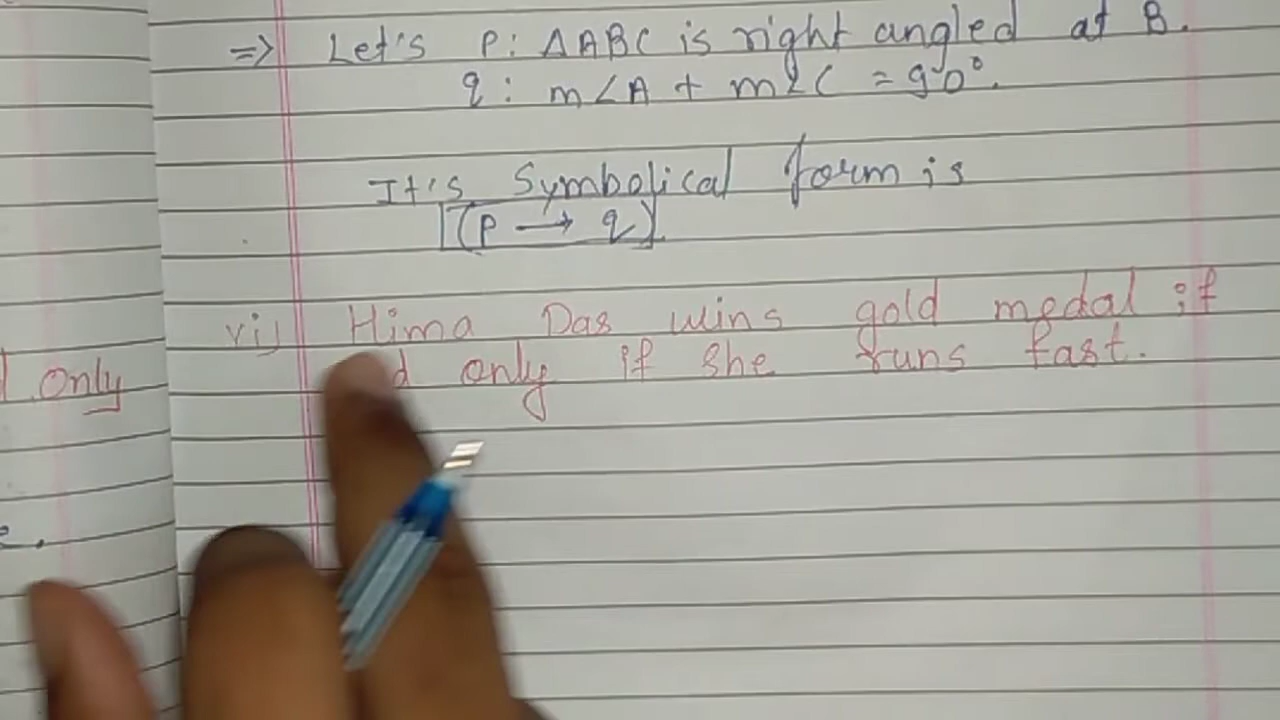 => Let's P: ΔABC is right angled at B.
q: m∠A + m∠C = 90°.
It's Symbolical form is
(P → q)
vi) Hima Das wins gold medal if
d only if She runs fast.
Only